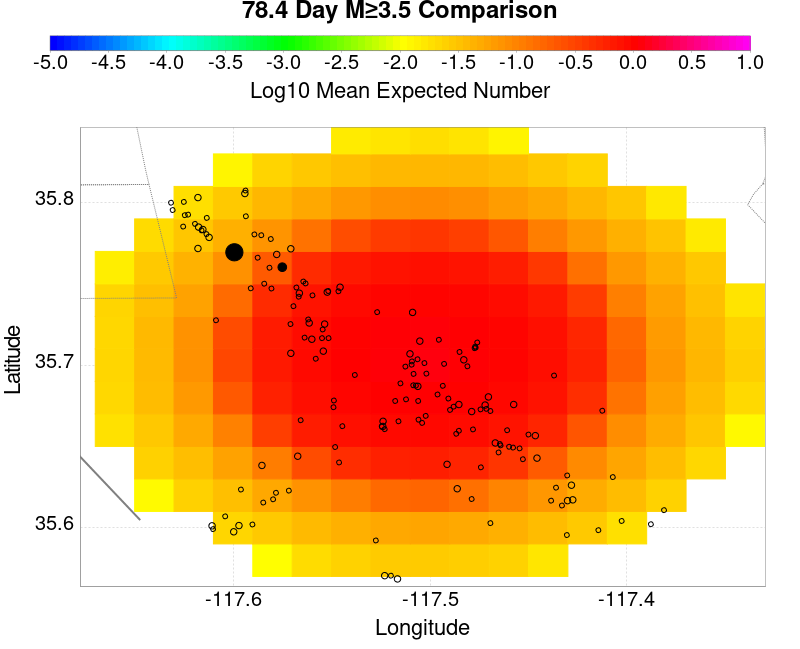 78.4 Day M≥3.5 Comparison
-5.0 -4.5 -4.0 -3.5 -3.0 -2.5 -2.0 -1.5 -1.0 -0.5 0.0 0.5 1.0
Log10 Mean Expected Number
35.8
35.7
35.6
Latitude
-117.6 -117.5 -117.4
Longitude